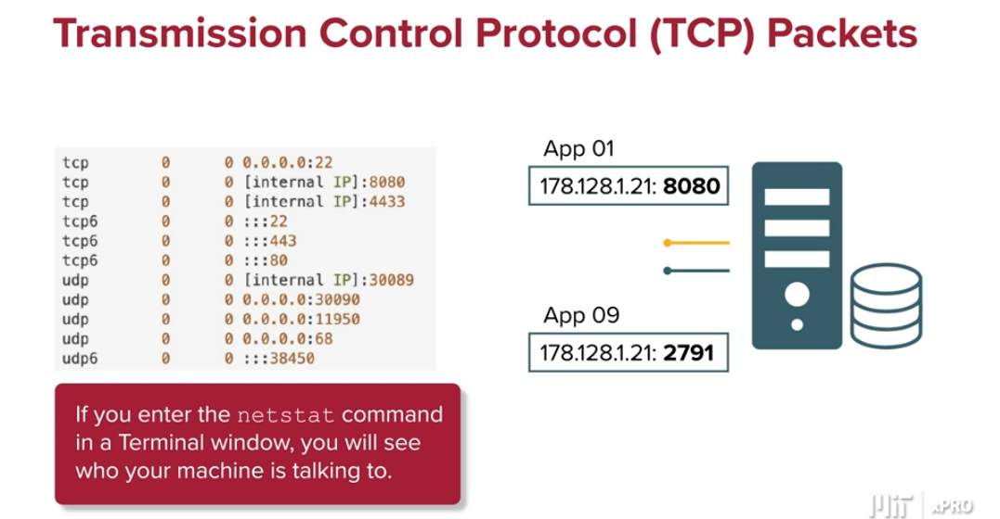 Transmission Control Protocol (TCP) Packets
tcp 0 0 0.0.0.0:22
tcp 0 0 [internal IP]:8080
tcp 0 0 [internal IP]:4433
tcp6 0 0 :::22
tcp6 0 0 :::443
tcp6 0 0 :::80
udp 0 0 [internal IP]:30089
udp 0 0 0.0.0.0:30090
udp 0 0 0.0.0.0:11950
udp 0 0 0.0.0.0:68
udp6 0 0 :::38450
If you enter the netstat command
in a Terminal window, you will see
who your machine is talking to.
App 01
178.128.1.21: 8080
App 09
178.128.1.21: 2791
MIT xPRO